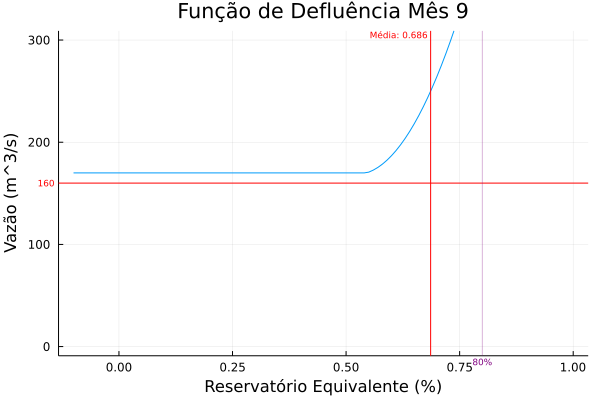 Função de Defluência Mês 9
Média: 0.686
300
200
160
100
0
Vazão (m^3/s)
0.00
0.25
0.50
0.75
80%
1.00
Reservatório Equivalente (%)